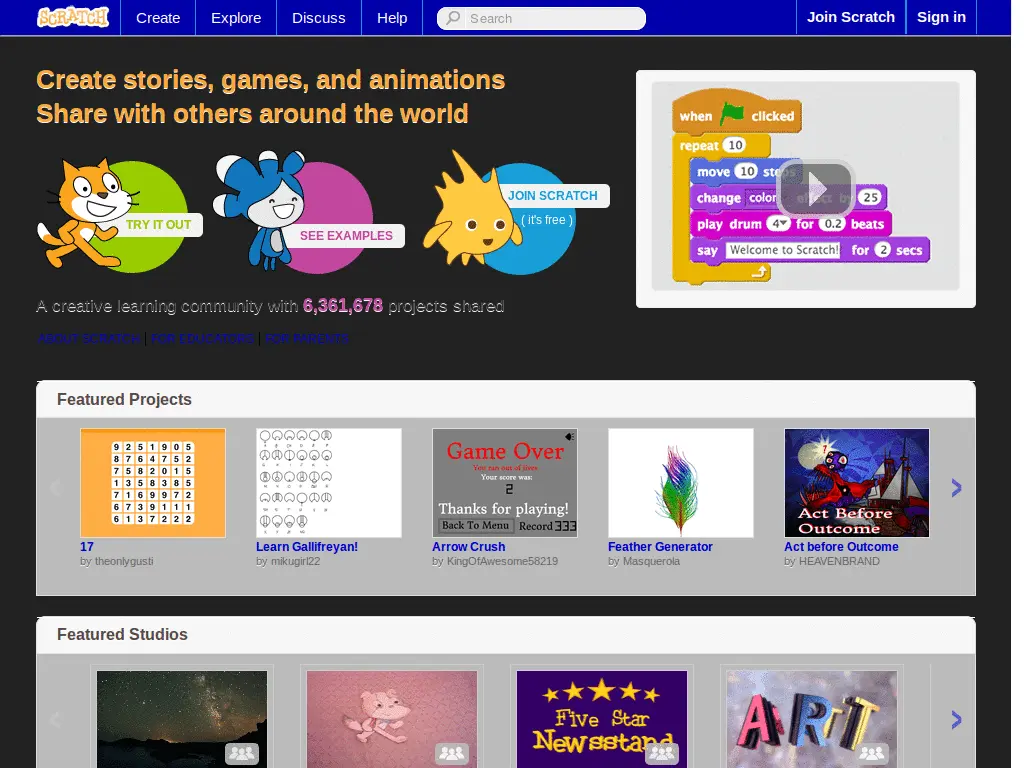 SCRATCH
Create
Explore
Discuss
Help
Search
Join Scratch
Sign in
Create stories, games, and animations
Share with others around the world
TRY IT OUT
SEE EXAMPLES
JOIN SCRATCH
( it's free )
when clicked
repeat 10
move 10 steps
change color effect by 25
play drum 4 for 0.2 beats
say Welcome to Scratch! for 2 secs
A creative learning community with 6,361,678 projects shared
ABOUT SCRATCH | FOR EDUCATORS | FOR PARENTS
Featured Projects
9 2 5 1 9 0 5
8 7 6 4 7 5 2
7 5 8 2 0 1 5
1 3 5 8 3 8 5
7 1 6 9 9 7 2
6 7 3 9 1 1 1
6 1 3 7 2 2 2
Game Over
You ran out of lives
Your score was:
2
Thanks for playing!
Back To Menu
Record 333
7
Act Before
Outcome
17
by theonlygusti
Learn Gallifreyan!
by mikugirl22
Arrow Crush
by KingOfAwesome58219
Feather Generator
by Masquerola
Act before Outcome
by HEAVENBRAND
Featured Studios
Five Star
Newsstand
ART